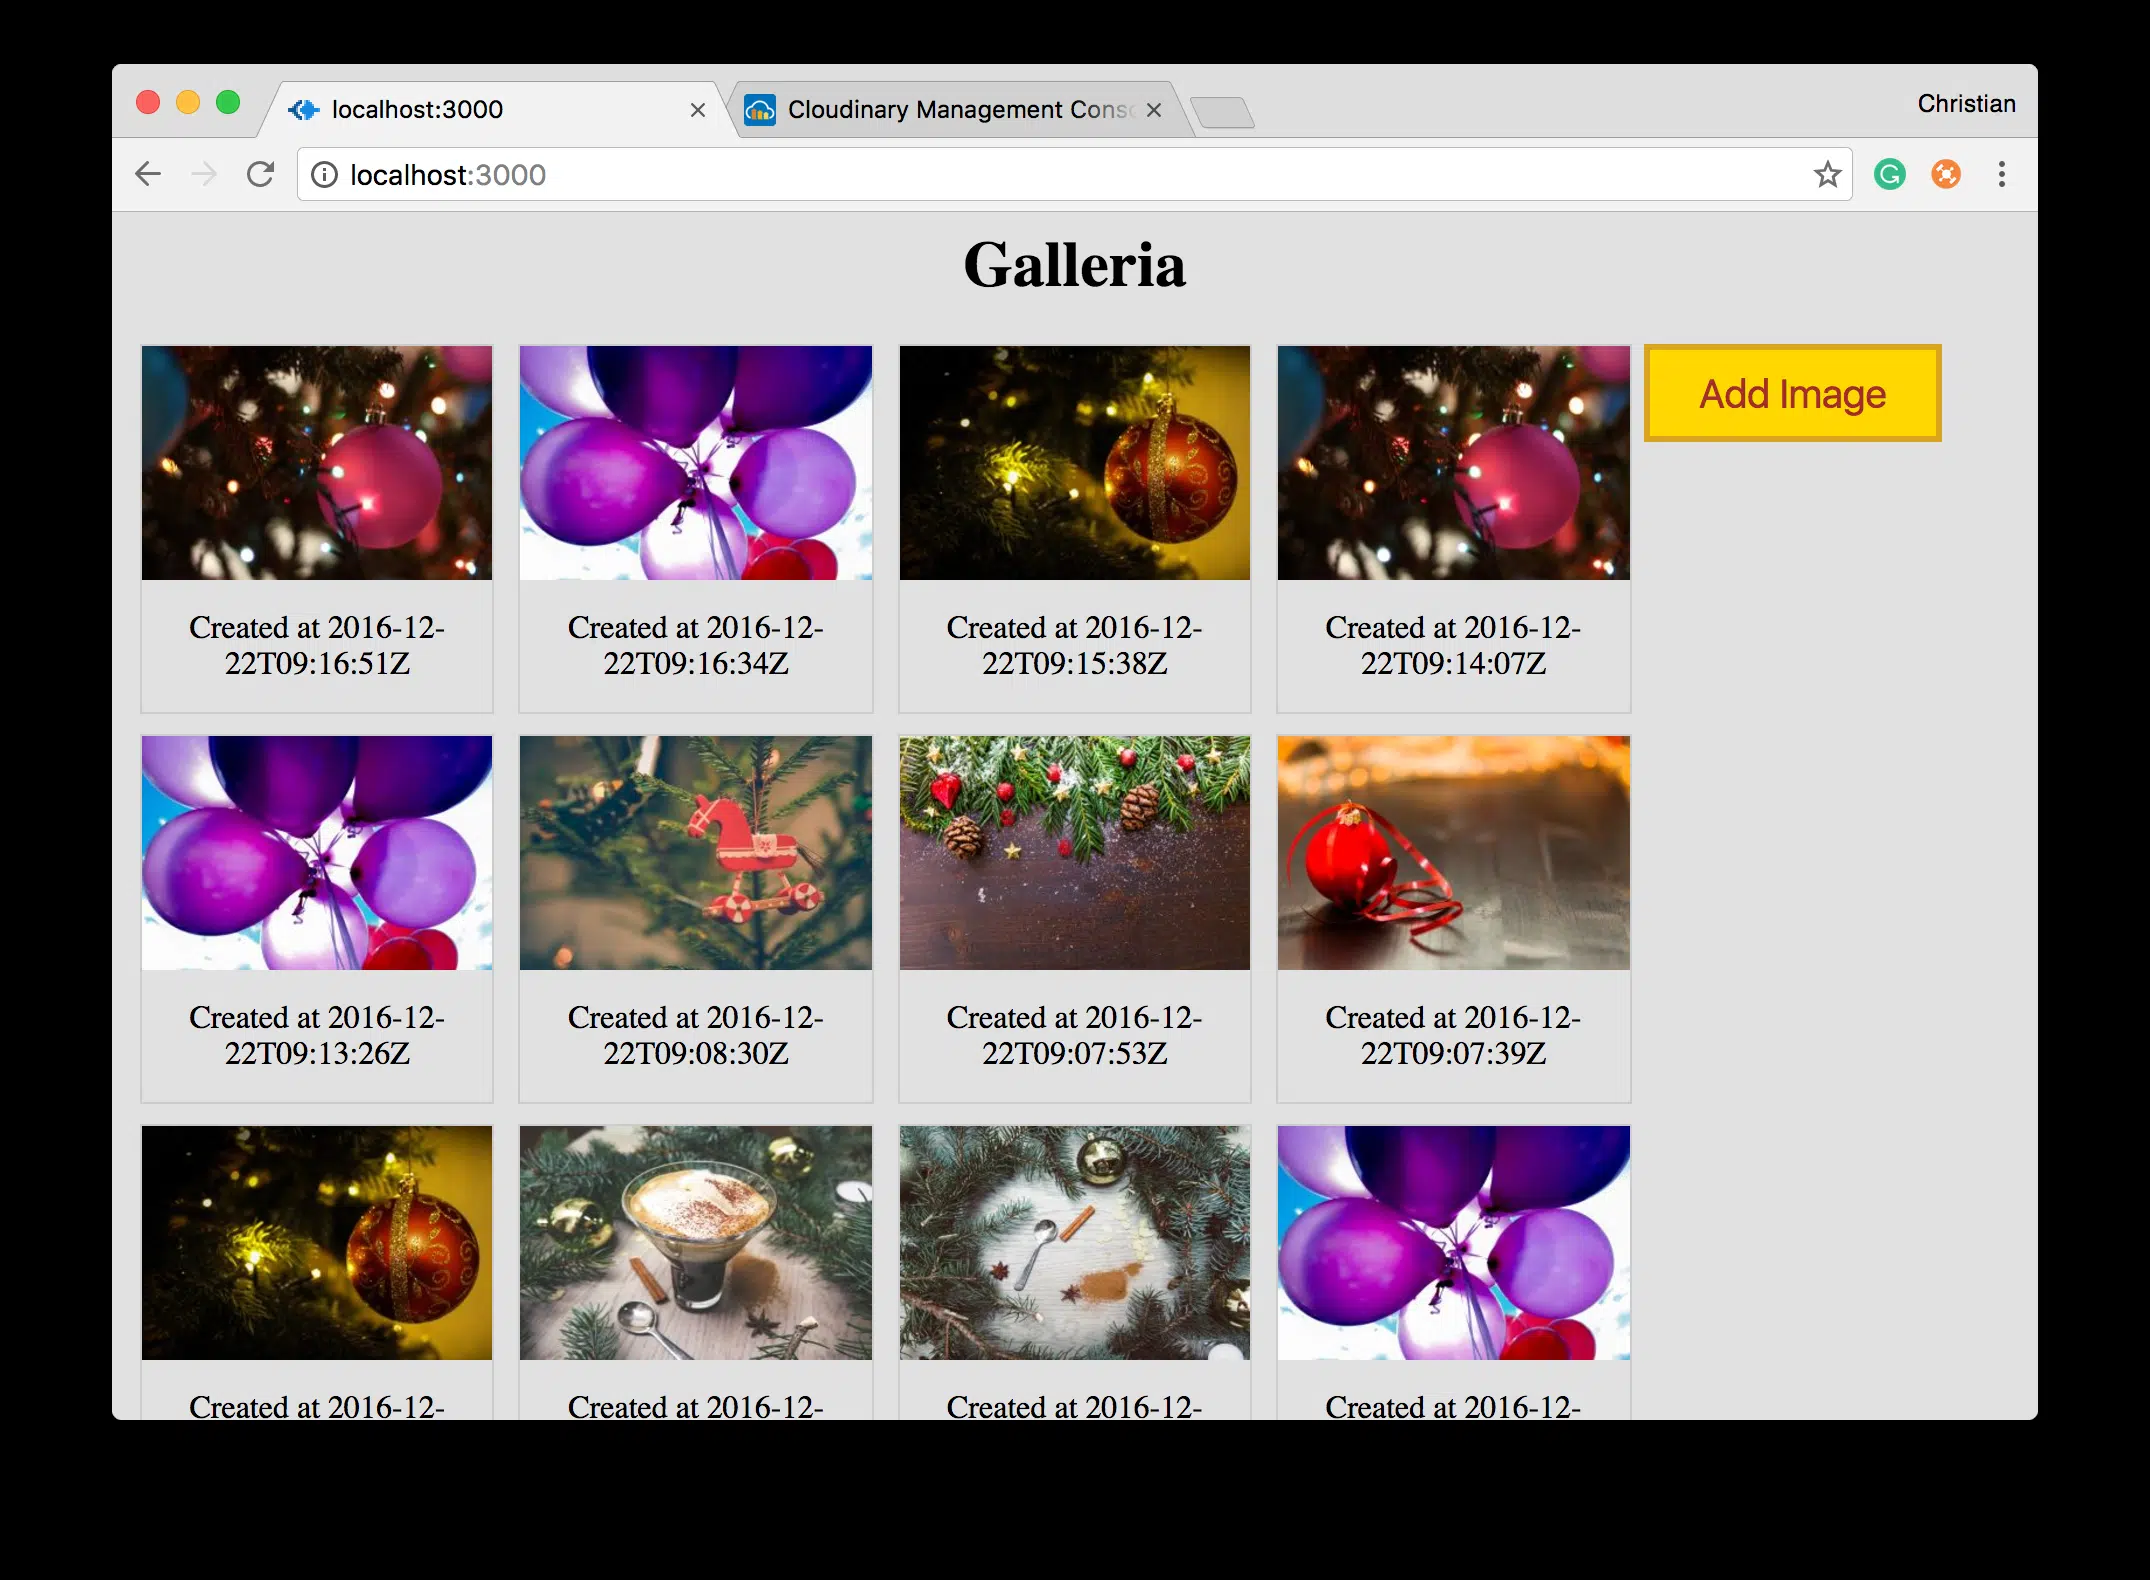 localhost:3000
Cloudinary Management Conso
Christian
localhost:3000
Galleria
Add Image
Created at 2016-12-
22T09:16:51Z
Created at 2016-12-
22T09:16:34Z
Created at 2016-12-
22T09:15:38Z
Created at 2016-12-
22T09:14:07Z
Created at 2016-12-
22T09:13:26Z
Created at 2016-12-
22T09:08:30Z
Created at 2016-12-
22T09:07:53Z
Created at 2016-12-
22T09:07:39Z
Created at 2016-12-
Created at 2016-12-
Created at 2016-12-
Created at 2016-12-